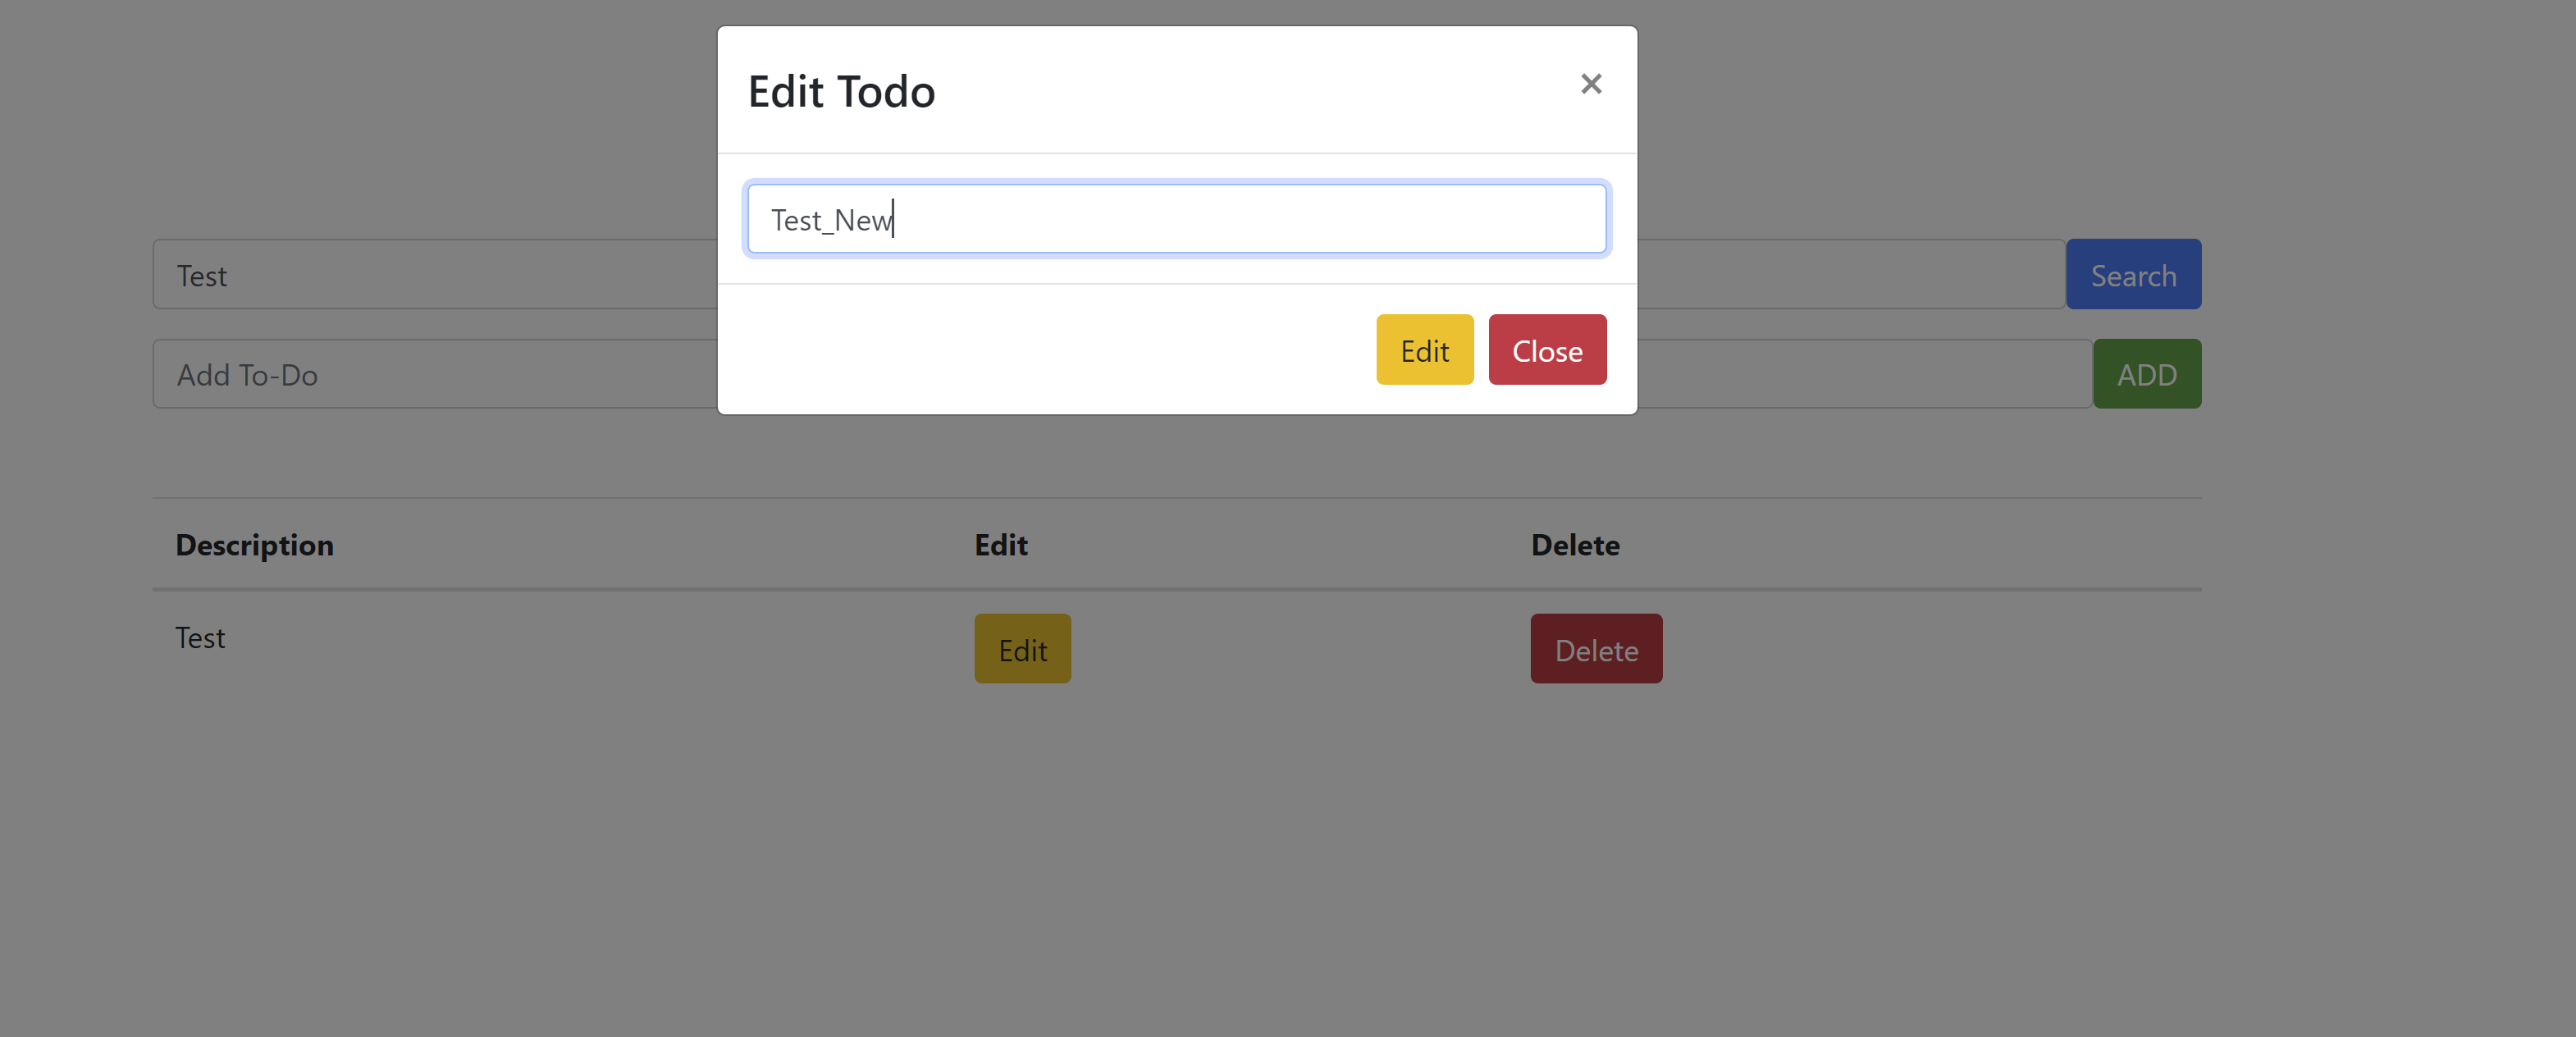 Edit Todo ×
Test_New
Edit Close
Test Search
Add To-Do ADD
Description Edit Delete
Test Edit Delete